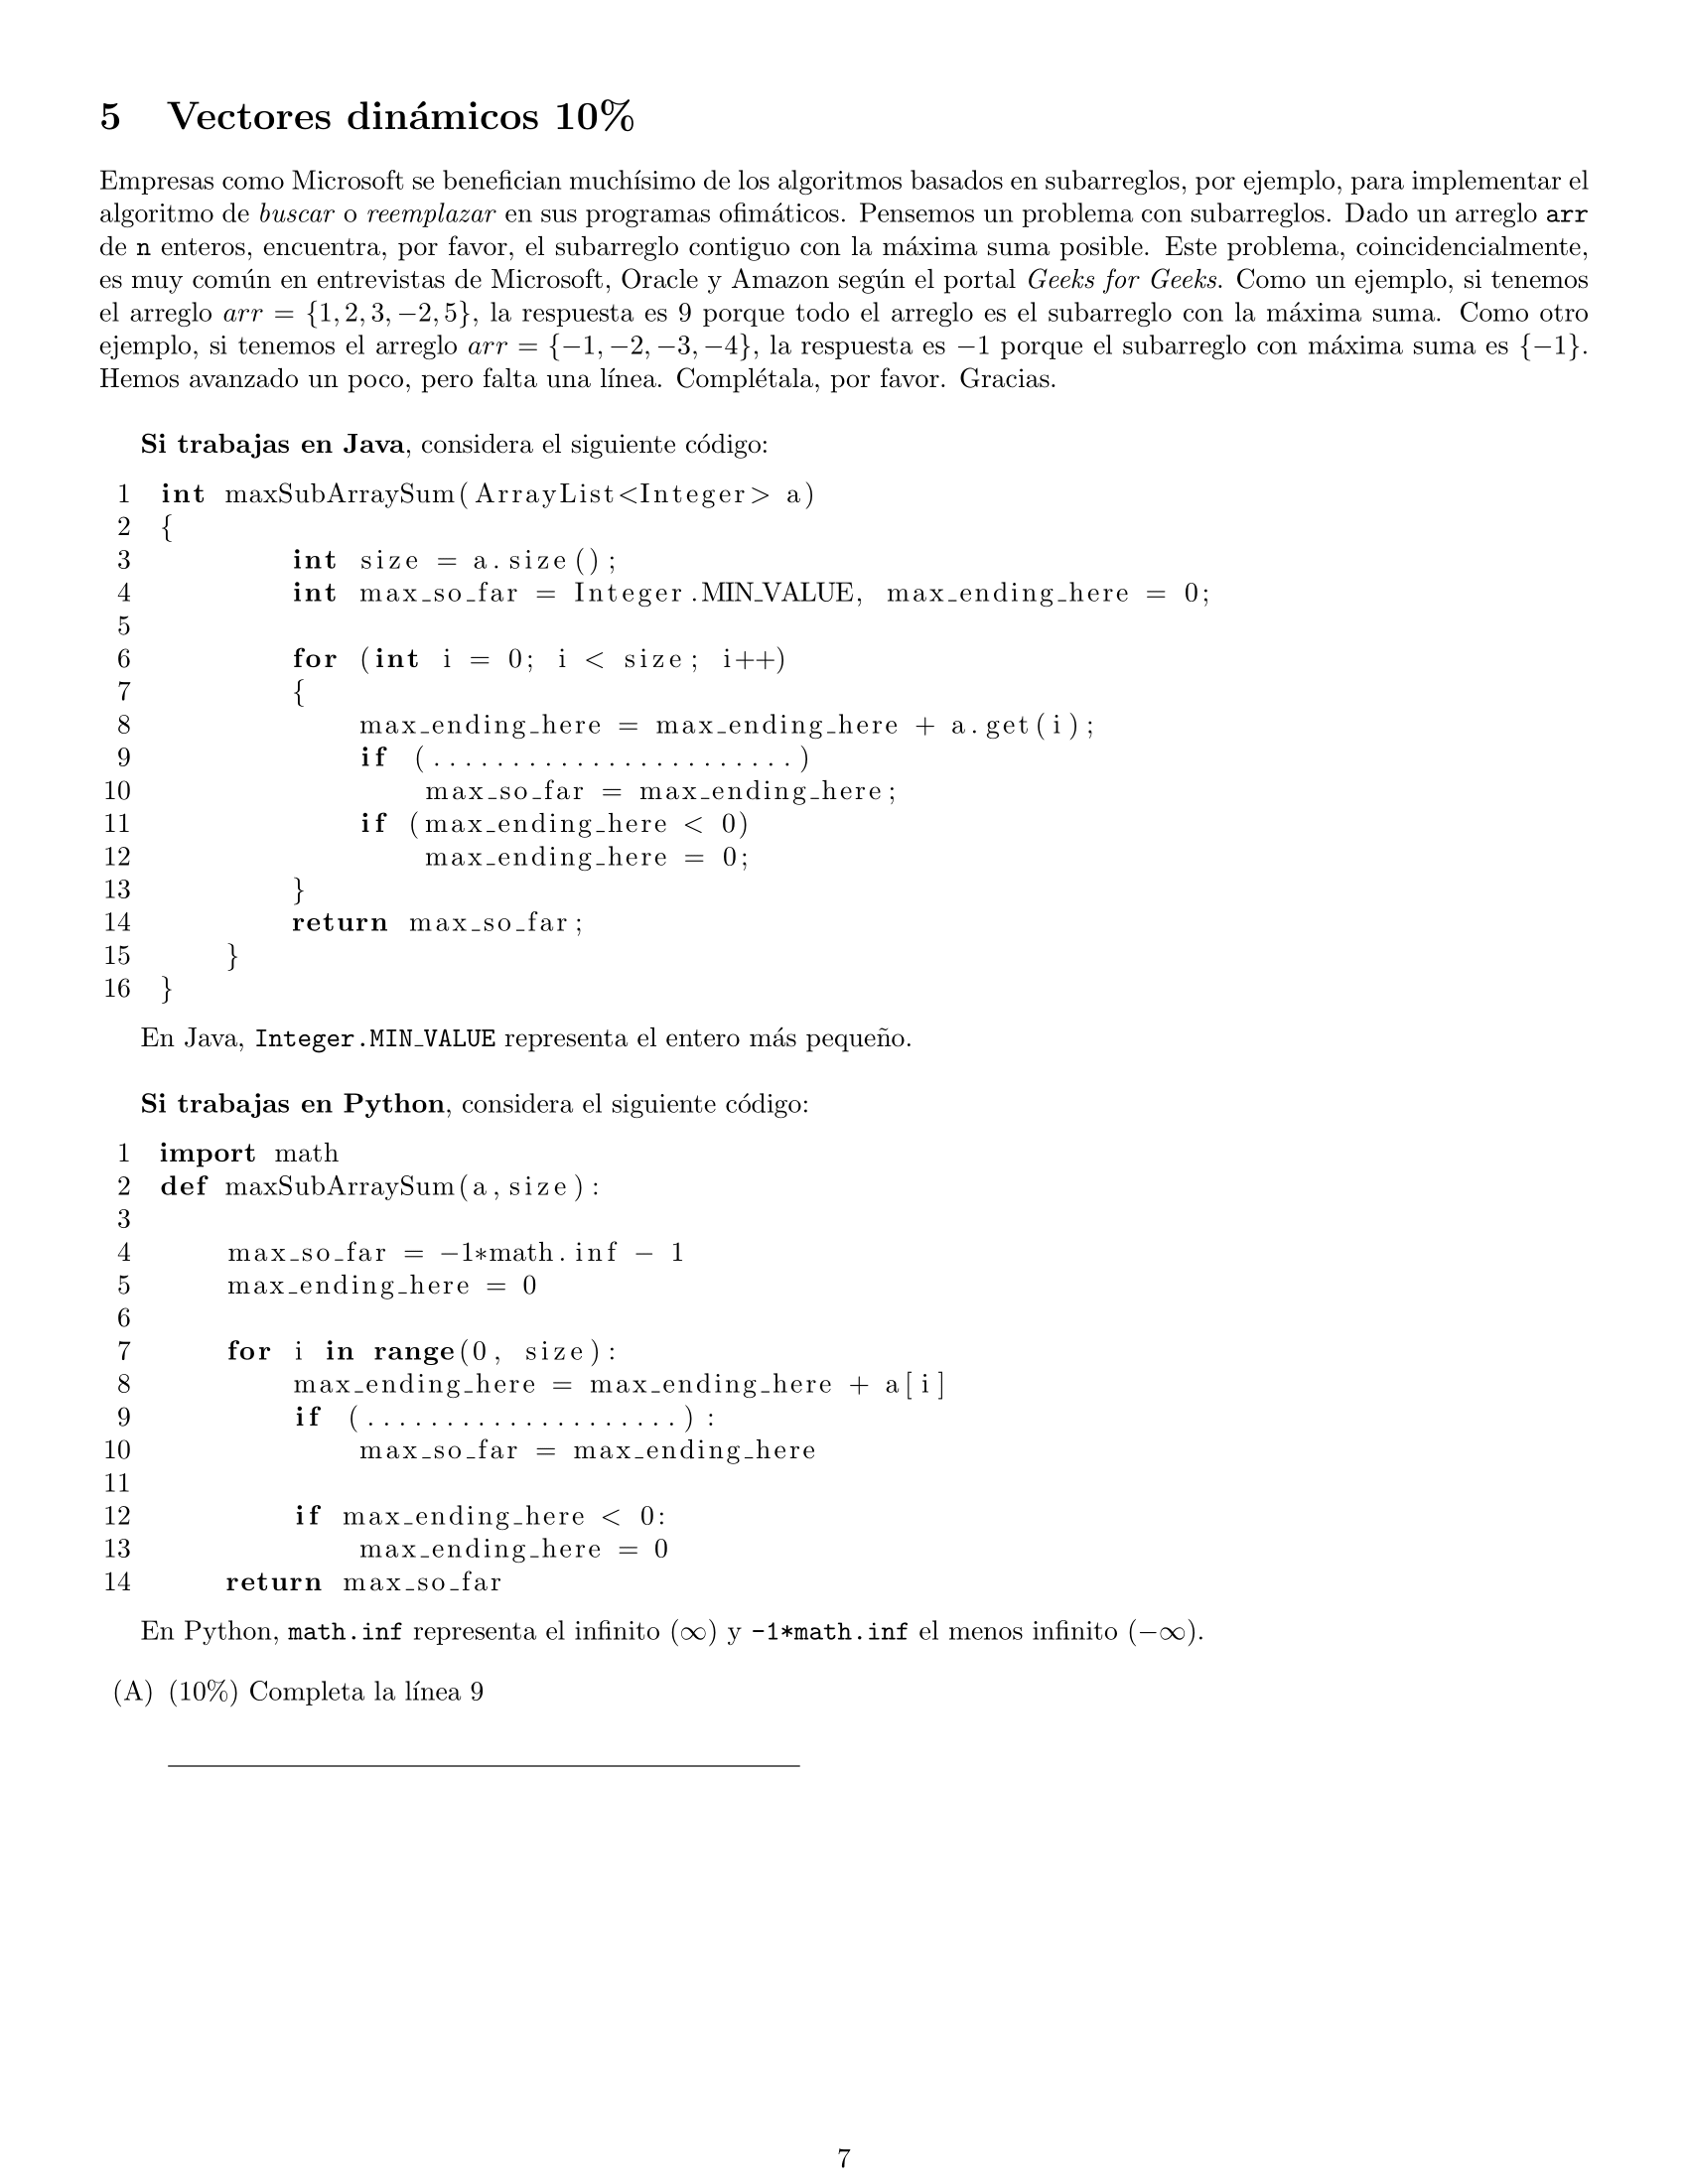 5 Vectores dinámicos 10%
Empresas como Microsoft se benefician muchísimo de los algoritmos basados en subarreglos, por ejemplo, para implementar el
algoritmo de buscar o reemplazar en sus programas ofimáticos. Pensemos un problema con subarreglos. Dado un arreglo arr
de n enteros, encuentra, por favor, el subarreglo contiguo con la máxima suma posible. Este problema, coincidencialmente,
es muy común en entrevistas de Microsoft, Oracle y Amazon según el portal Geeks for Geeks. Como un ejemplo, si tenemos
el arreglo arr = {1, 2, 3, −2, 5}, la respuesta es 9 porque todo el arreglo es el subarreglo con la máxima suma. Como otro
ejemplo, si tenemos el arreglo arr = {−1, −2, −3, −4}, la respuesta es −1 porque el subarreglo con máxima suma es {−1}.
Hemos avanzado un poco, pero falta una línea. Complétala, por favor. Gracias.
Si trabajas en Java, considera el siguiente código:
1 int maxSubArraySum(ArrayList<Integer> a)
2 {
3 int size = a.size();
4 int max_so_far = Integer.MIN_VALUE, max_ending_here = 0;
5
6 for (int i = 0; i < size; i++)
7 {
8 max_ending_here = max_ending_here + a.get(i);
9 if (.......................)
10 max_so_far = max_ending_here;
11 if (max_ending_here < 0)
12 max_ending_here = 0;
13 }
14 return max_so_far;
15 }
16 }
En Java, Integer.MIN_VALUE representa el entero más pequeño.
Si trabajas en Python, considera el siguiente código:
1 import math
2 def maxSubArraySum(a,size):
3
4 max_so_far = −1*math.inf − 1
5 max_ending_here = 0
6
7 for i in range(0, size):
8 max_ending_here = max_ending_here + a[i]
9 if (....................):
10 max_so_far = max_ending_here
11
12 if max_ending_here < 0:
13 max_ending_here = 0
14 return max_so_far
En Python, math.inf representa el infinito (∞) y -1*math.inf el menos infinito (−∞).
(A) (10%) Completa la línea 9
7